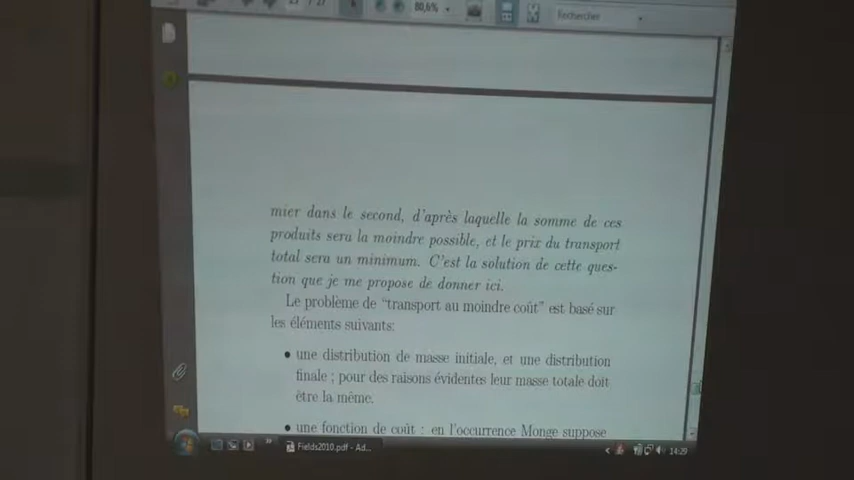 / 27
80,6%
Rechercher
mier dans le second, d'après laquelle la somme de ces
produits sera la moindre possible, et le prix du transport
total sera un minimum. C'est la solution de cette ques-
tion que je me propose de donner ici.
Le problème de "transport au moindre coût" est basé sur
les éléments suivants:
• une distribution de masse initiale, et une distribution
finale ; pour des raisons évidentes leur masse totale doit
être la même.
• une fonction de coût : en l'occurrence Monge suppose
Fields2010.pdf - Ad...
14:29